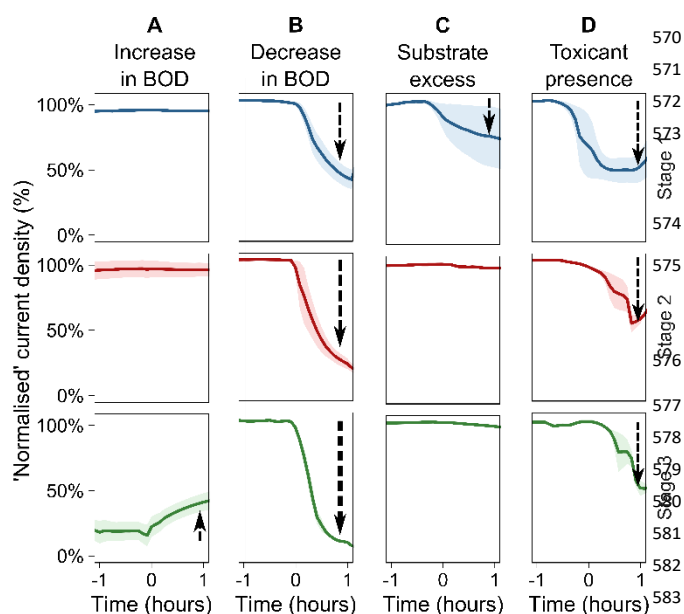 A B C D
Increase in BOD
Decrease in BOD
Substrate excess
Toxicant presence
'Normalised' current density (%)
100%
50%
0%
100%
50%
0%
100%
50%
0%
Stage 1
Stage 2
Stage 3
-1 0 1 -1 0 1 -1 0 1 -1 0 1
Time (hours) Time (hours) Time (hours) Time (hours)
570
571
572
573
574
575
576
577
578
579
580
581
582
583